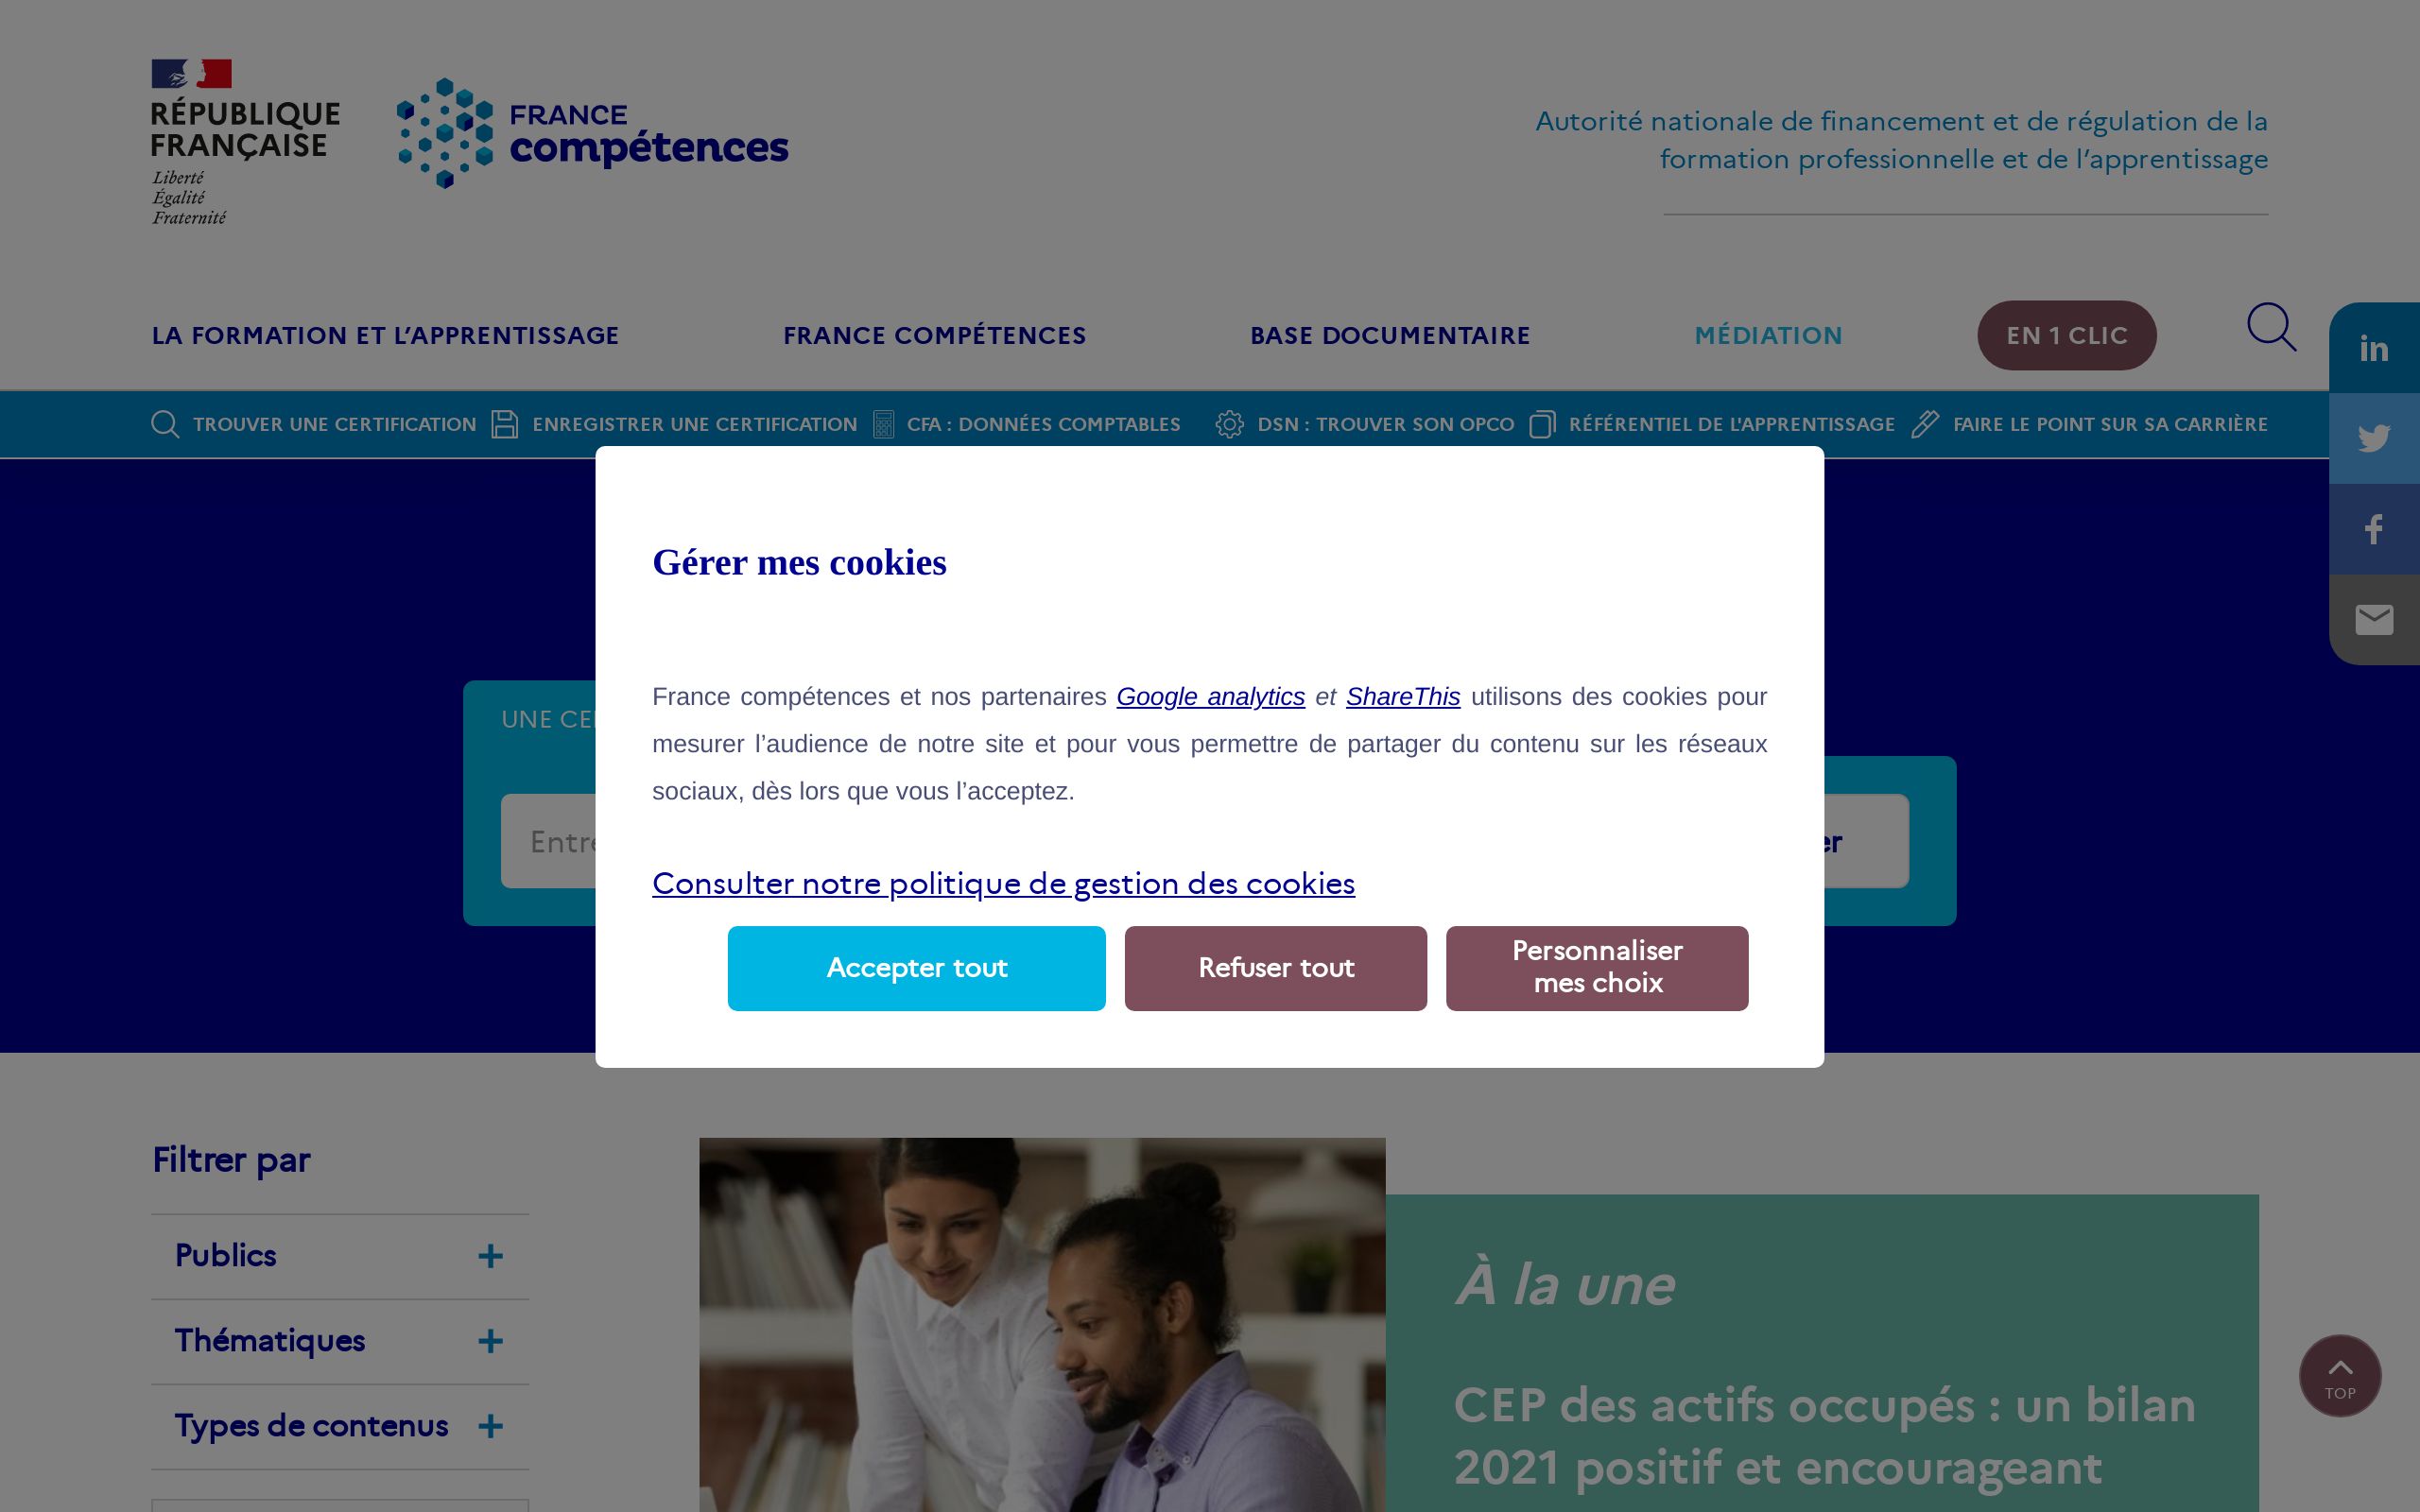 RÉPUBLIQUE
FRANÇAISE
Liberté
Égalité
Fraternité
FRANCE
compétences
Autorité nationale de financement et de régulation de la
formation professionnelle et de l’apprentissage
LA FORMATION ET L’APPRENTISSAGE
FRANCE COMPÉTENCES
BASE DOCUMENTAIRE
MÉDIATION
EN 1 CLIC
TROUVER UNE CERTIFICATION
ENREGISTRER UNE CERTIFICATION
CFA : DONNÉES COMPTABLES
DSN : TROUVER SON OPCO
RÉFÉRENTIEL DE L'APPRENTISSAGE
FAIRE LE POINT SUR SA CARRIÈRE
in
f
Gérer mes cookies
France compétences et nos partenaires Google analytics et ShareThis utilisons des cookies pour
mesurer l’audience de notre site et pour vous permettre de partager du contenu sur les réseaux
sociaux, dès lors que vous l’acceptez.
Consulter notre politique de gestion des cookies
Accepter tout
Refuser tout
Personnaliser
mes choix
UNE
Filtrer par
Publics
Thématiques
Types de contenus
À la une
CEP des actifs occupés : un bilan
2021 positif et encourageant
TOP